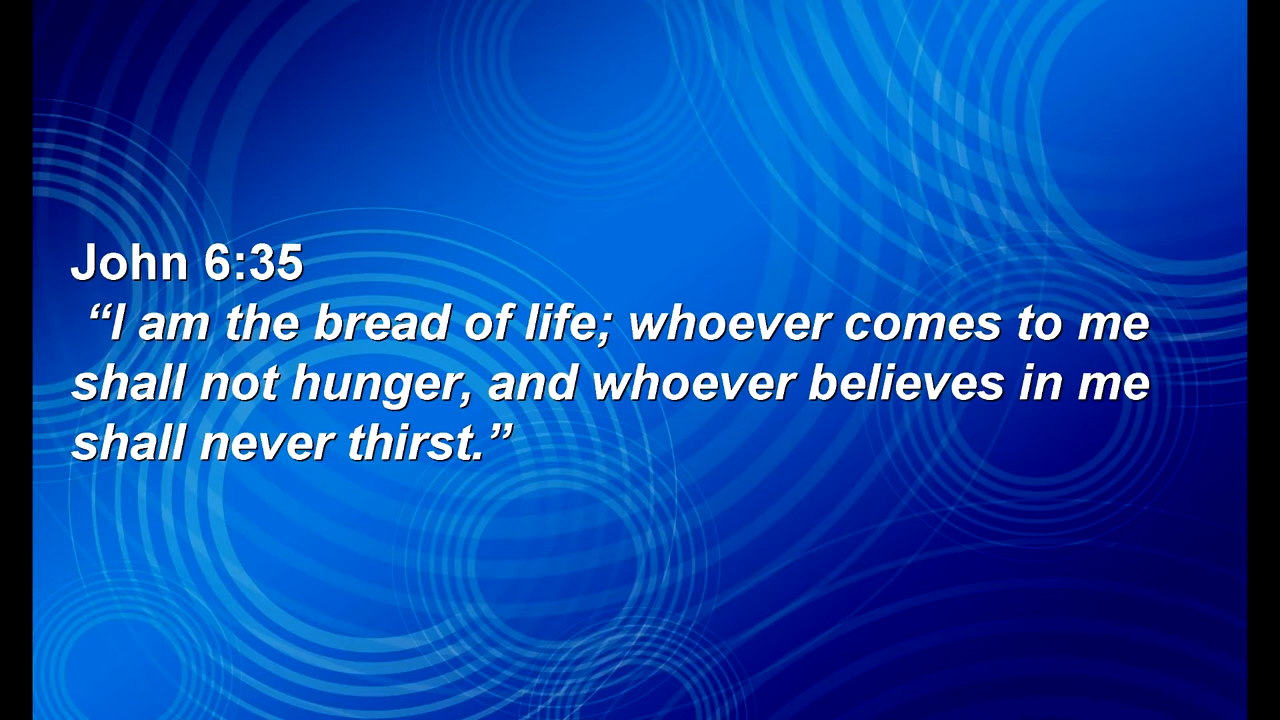 John 6:35
“I am the bread of life; whoever comes to me
shall not hunger, and whoever believes in me
shall never thirst.”